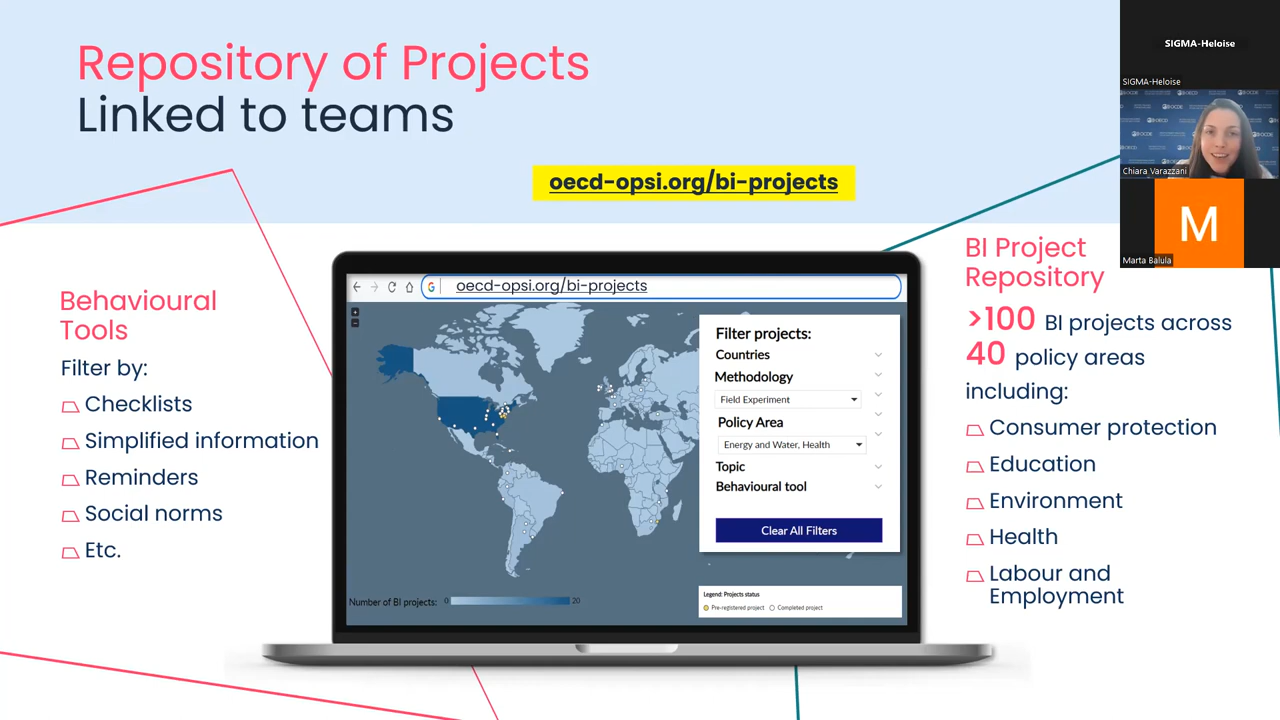 Repository of Projects
Linked to teams
oecd-opsi.org/bi-projects
SIGMA-Heloise
SIGMA-Heloise
Chiara Varazzani
M
Marta Balula
Behavioural
Tools
Filter by:
Checklists
Simplified information
Reminders
Social norms
Etc.
G
oecd-opsi.org/bi-projects
+
-
Filter projects:
Countries
Methodology
Field Experiment
Policy Area
Energy and Water, Health
Topic
Behavioural tool
Clear All Filters
Number of BI projects:
0
20
Legend: Projects status
Pre-registered project
Completed project
BI Project
Repository
>100 BI projects across
40 policy areas
including:
Consumer protection
Education
Environment
Health
Labour and
Employment